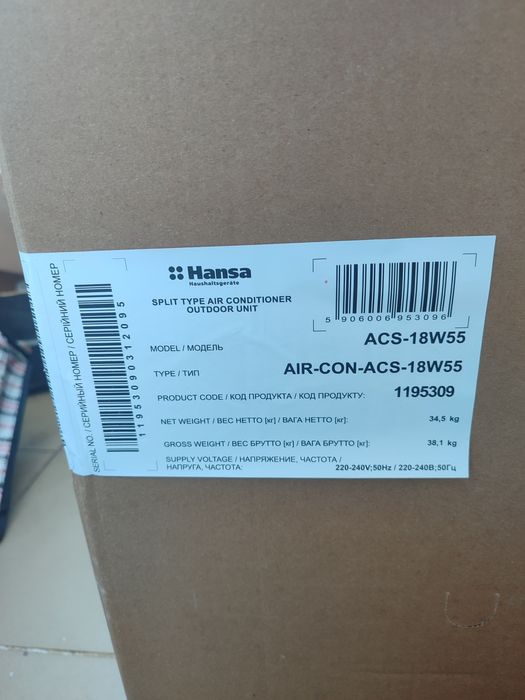 Hansa
Haushaltsgeräte
SPLIT TYPE AIR CONDITIONER
OUTDOOR UNIT
5 906006 953096
MODEL / МОДЕЛЬ ACS-18W55
TYPE / ТИП AIR-CON-ACS-18W55
PRODUCT CODE / КОД ПРОДУКТА / КОД ПРОДУКТУ: 1195309
NET WEIGHT / ВЕС НЕТТО [кг] / ВАГА НЕТТО [кг]: 34,5 kg
GROSS WEIGHT / ВЕС БРУТТО [кг] / ВАГА БРУТТО [кг]: 38,1 kg
SUPPLY VOLTAGE / НАПРЯЖЕНИЕ, ЧАСТОТА /
НАПРУГА, ЧАСТОТА: 220-240V;50Hz / 220-240В;50Гц
SERIAL NO. / СЕРИЙНЫЙ НОМЕР / СЕРІЙНИЙ НОМЕР
11953090312095